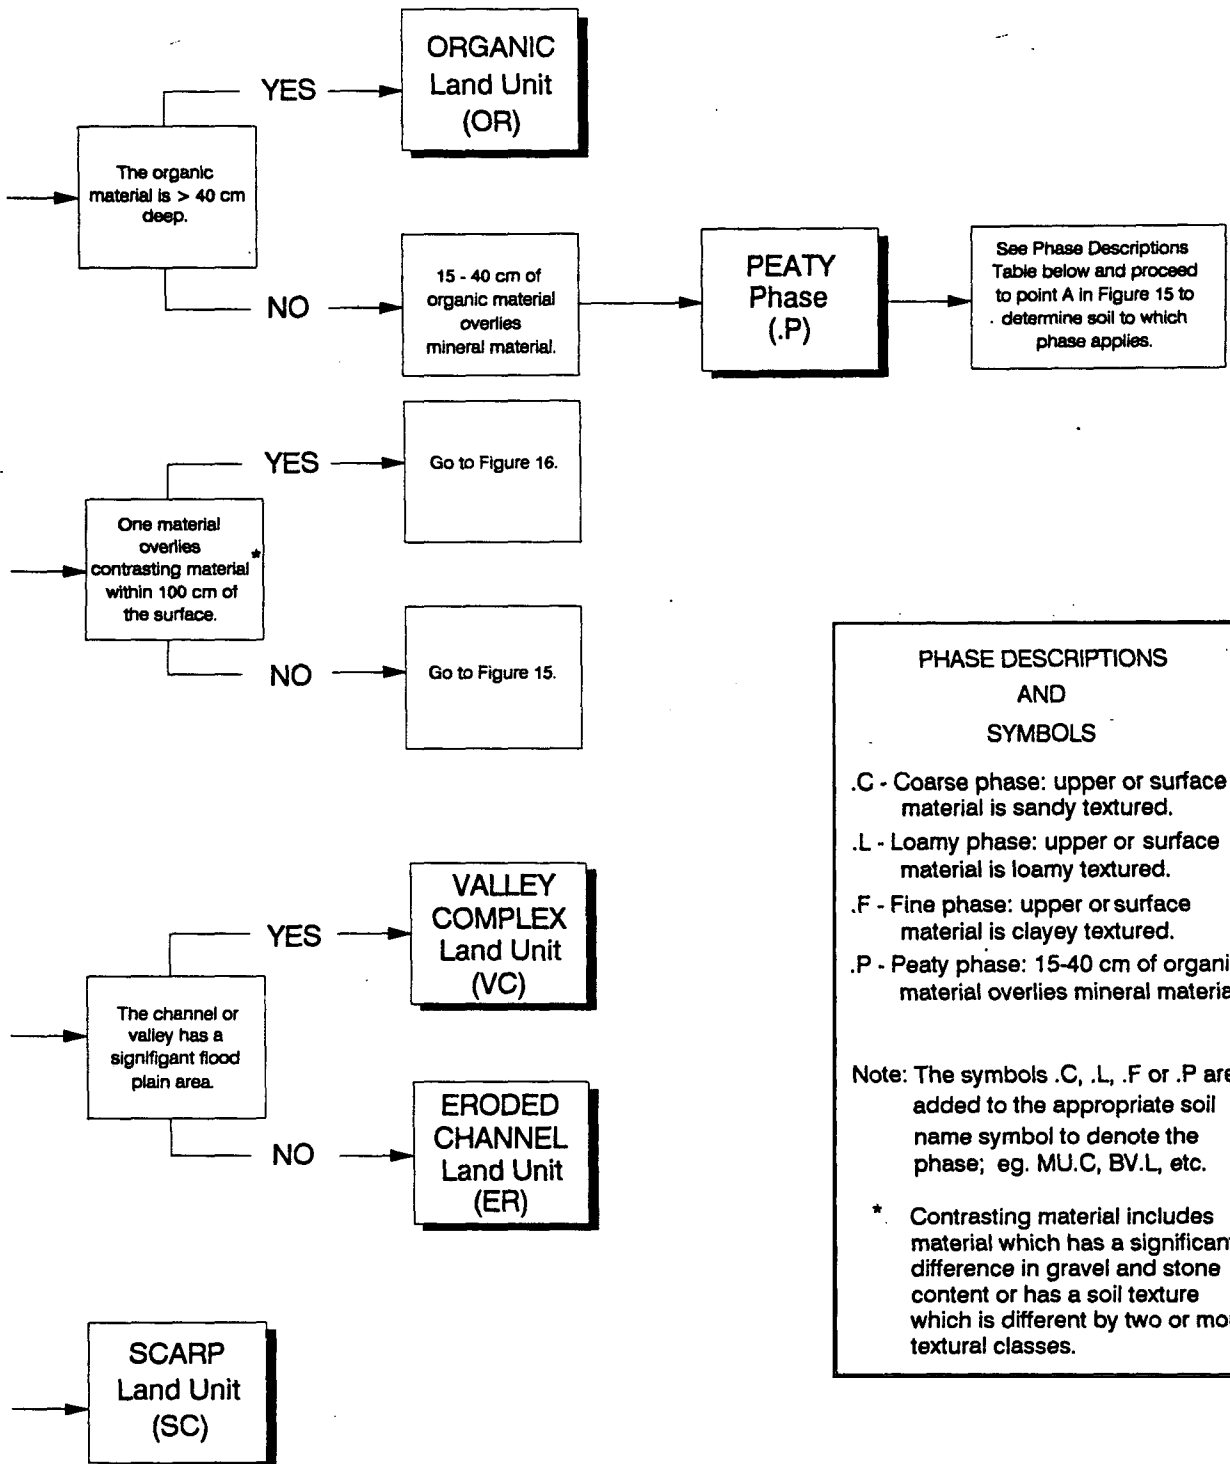 ORGANIC
Land Unit
(OR)
YES
The organic
material is > 40 cm
deep.
NO
15 - 40 cm of
organic material
overlies
mineral material.
PEATY
Phase
(.P)
See Phase Descriptions
Table below and proceed
to point A in Figure 15 to
determine soil to which
phase applies.
YES
Go to Figure 16.
One material
overlies
contrasting material *
within 100 cm of
the surface.
NO
Go to Figure 15.
VALLEY
COMPLEX
Land Unit
(VC)
YES
The channel or
valley has a
signifigant flood
plain area.
NO
ERODED
CHANNEL
Land Unit
(ER)
SCARP
Land Unit
(SC)
PHASE DESCRIPTIONS
AND
SYMBOLS
.C - Coarse phase: upper or surface
material is sandy textured.
.L - Loamy phase: upper or surface
material is loamy textured.
.F - Fine phase: upper or surface
material is clayey textured.
.P - Peaty phase: 15-40 cm of organi
material overlies mineral materia
Note: The symbols .C, .L, .F or .P are
added to the appropriate soil
name symbol to denote the
phase; eg. MU.C, BV.L, etc.
* Contrasting material includes
material which has a significan
difference in gravel and stone
content or has a soil texture
which is different by two or mo
textural classes.